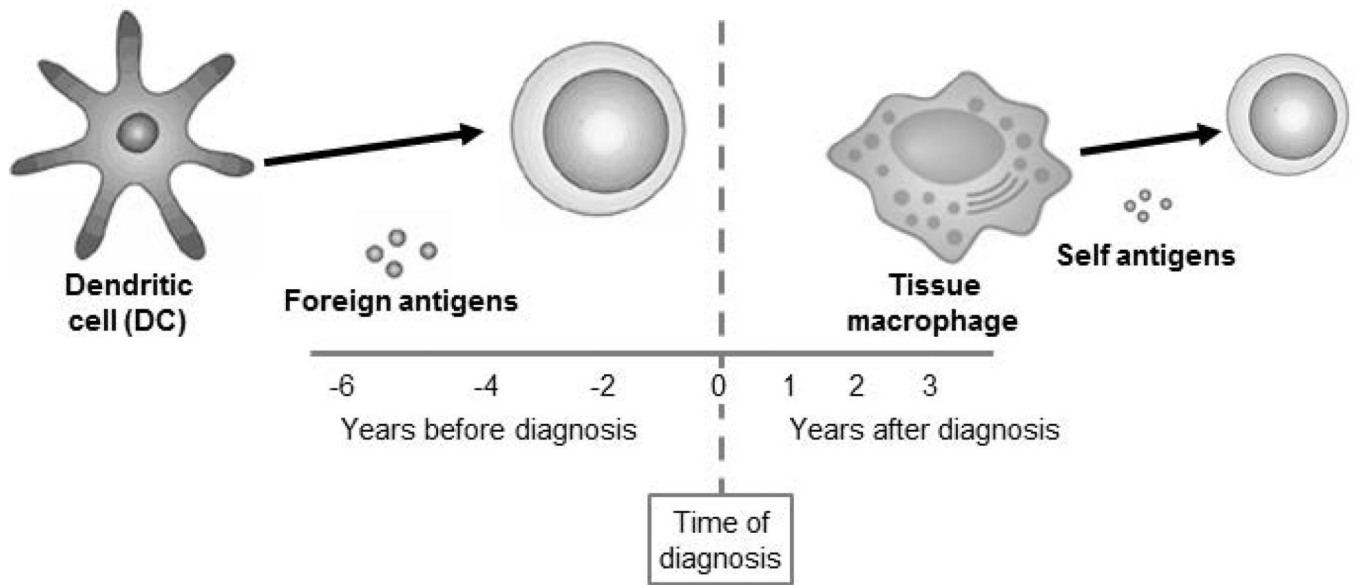 Dendritic
cell (DC)
Foreign antigens
Tissue
macrophage
Self antigens
-6 -4 -2 0 1 2 3
Years before diagnosis
Years after diagnosis
Time of
diagnosis